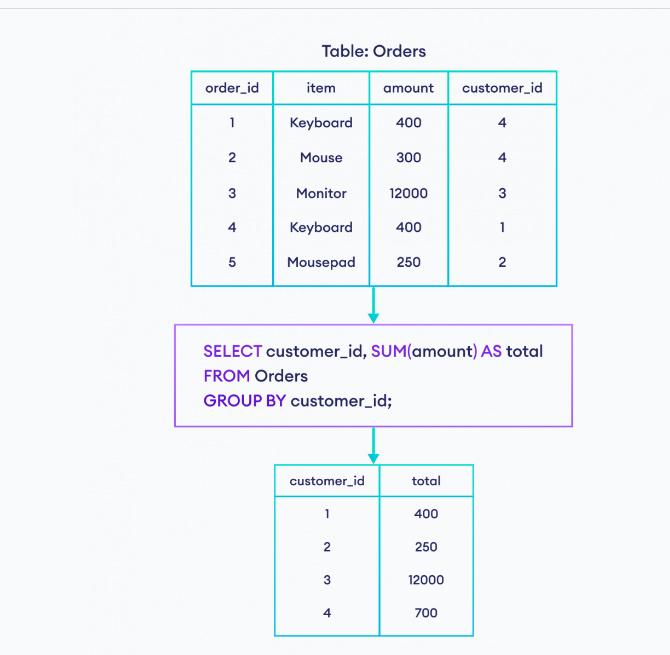 Table: Orders
order_id item amount customer_id
1 Keyboard 400 4
2 Mouse 300 4
3 Monitor 12000 3
4 Keyboard 400 1
5 Mousepad 250 2
SELECT customer_id, SUM(amount) AS total
FROM Orders
GROUP BY customer_id;
customer_id total
1 400
2 250
3 12000
4 700